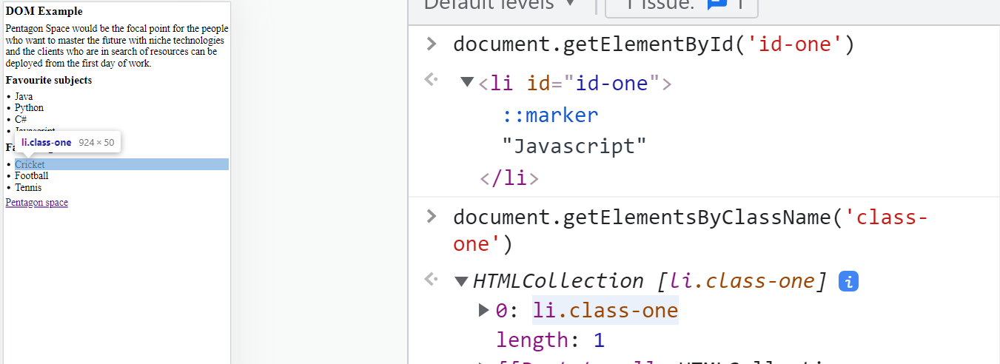 DOM Example
Pentagon Space would be the focal point for the people
who want to master the future with niche technologies
and the clients who are in search of resources can be
deployed from the first day of work.
Favourite subjects
• Java
• Python
• C#
• Javascript
li.class-one 924 × 50
• Cricket
• Football
• Tennis
Pentagon space
Default levels ▼ 1 Issue: 1
> document.getElementById('id-one')
<li id="id-one">
::marker
"Javascript"
</li>
> document.getElementsByClassName('class-
one')
HTMLCollection [li.class-one] i
0: li.class-one
length: 1